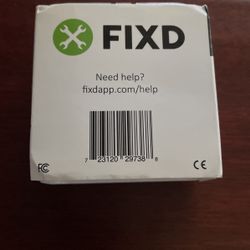 FIXD
Need help?
fixdapp.com/help
7 23120 29738 8
FC CE